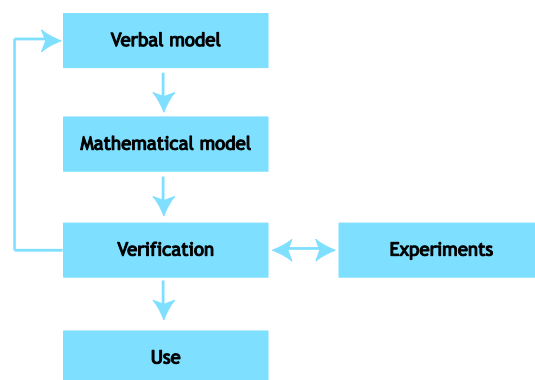 Verbal model
Mathematical model
Verification
Experiments
Use